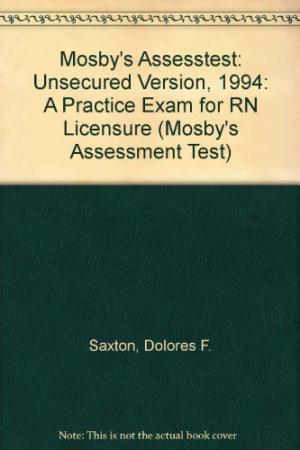 Mosby's Assesstest:
Unsecured Version, 1994:
A Practice Exam for RN
Licensure (Mosby's
Assessment Test)
Saxton, Dolores F.
Note: This is not the actual book cover